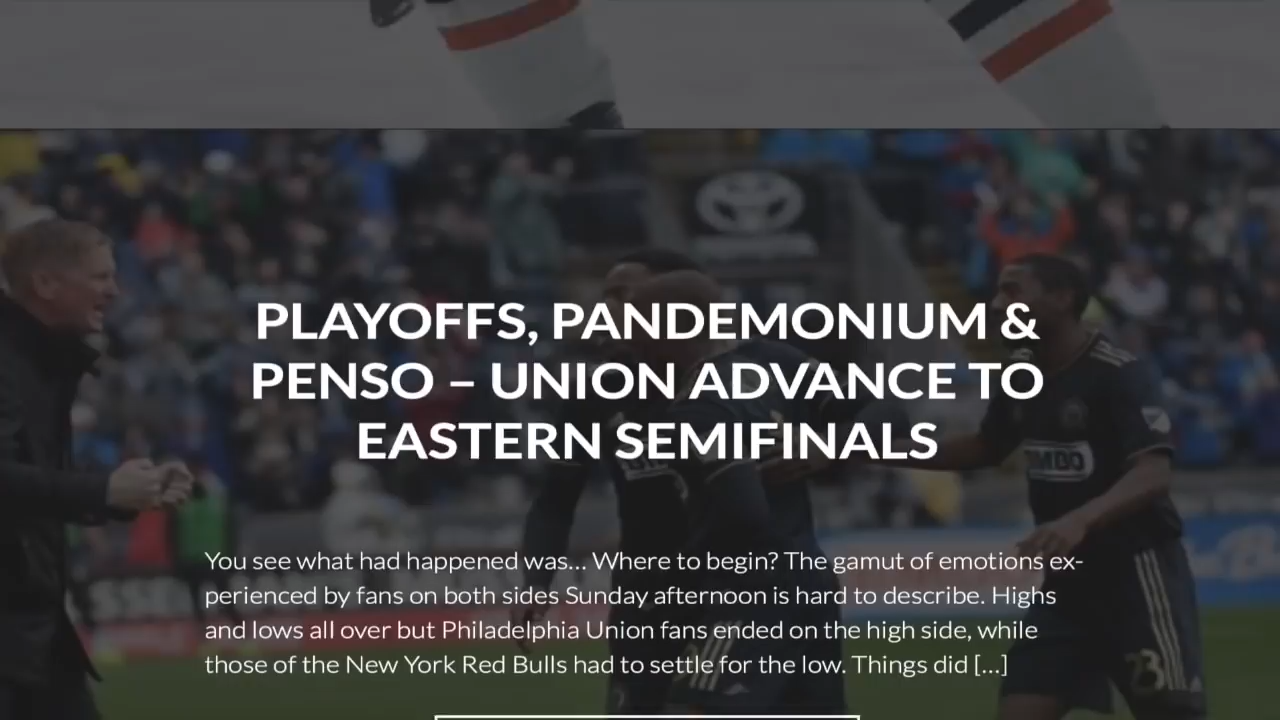 PLAYOFFS, PANDEMONIUM &
PENSO – UNION ADVANCE TO
EASTERN SEMIFINALS
You see what had happened was... Where to begin? The gamut of emotions ex-
perienced by fans on both sides Sunday afternoon is hard to describe. Highs
and lows all over but Philadelphia Union fans ended on the high side, while
those of the New York Red Bulls had to settle for the low. Things did [...]